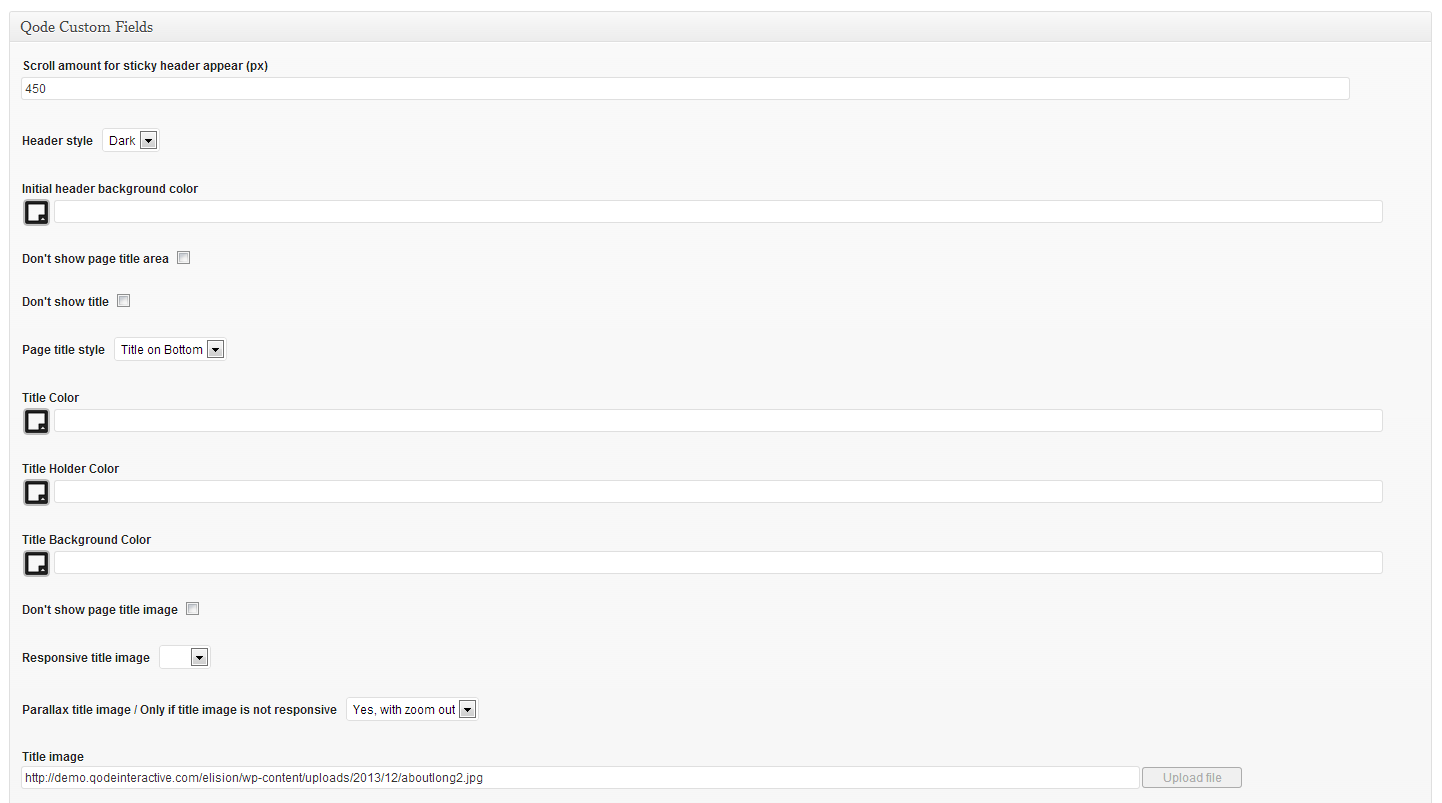 Qode Custom Fields
Scroll amount for sticky header appear (px)
450
Header style Dark
Initial header background color
Don't show page title area
Don't show title
Page title style Title on Bottom
Title Color
Title Holder Color
Title Background Color
Don't show page title image
Responsive title image
Parallax title image / Only if title image is not responsive Yes, with zoom out
Title image
http://demo.qodeinteractive.com/elision/wp-content/uploads/2013/12/aboutlong2.jpg Upload file